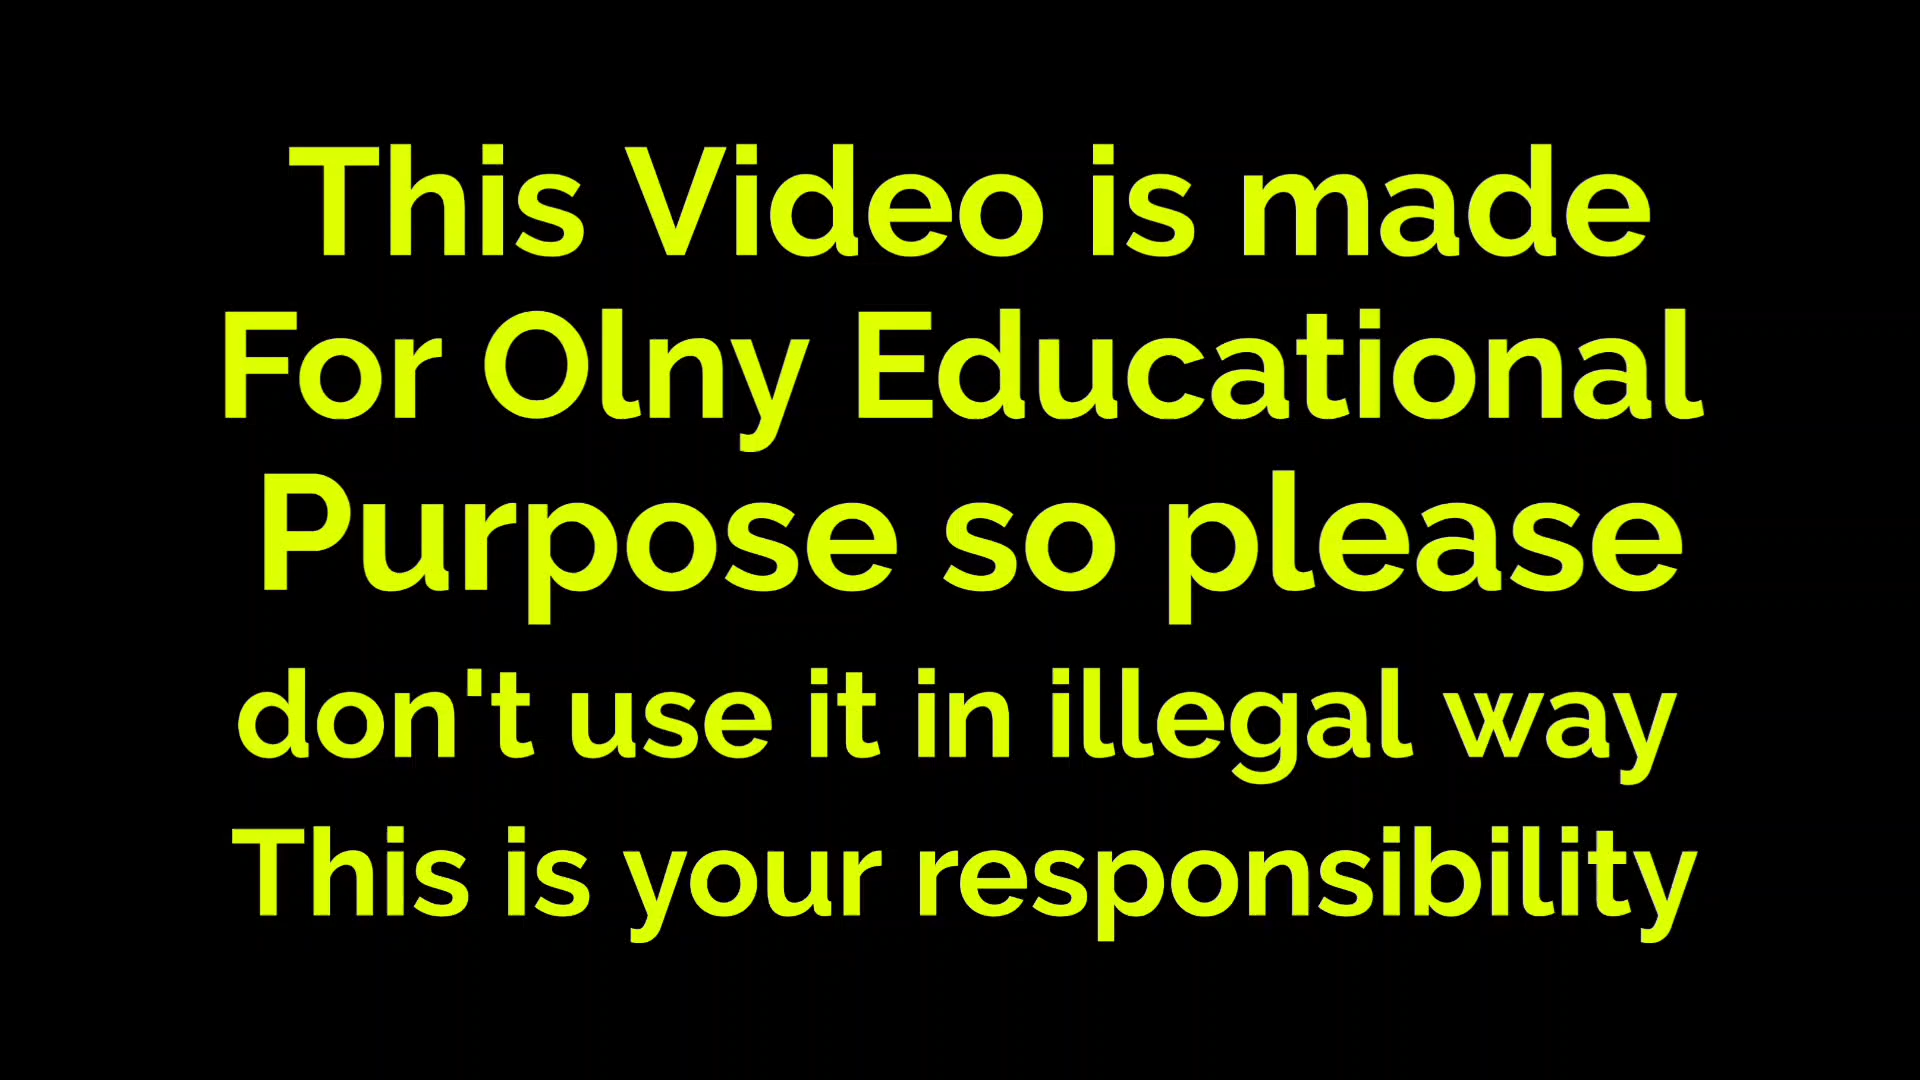 This Video is made
For Olny Educational
Purpose so please
don't use it in illegal way
This is your responsibility